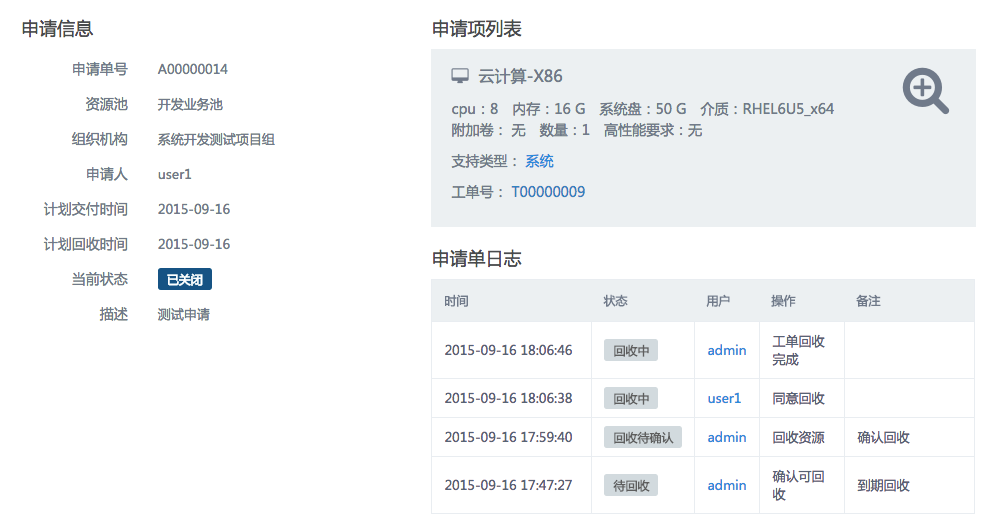 申请信息
申请单号 A00000014
资源池 开发业务池
组织机构 系统开发测试项目组
申请人 user1
计划交付时间 2015-09-16
计划回收时间 2015-09-16
当前状态 已关闭
描述 测试申请
申请项列表
云计算-X86
cpu：8 内存：16 G 系统盘：50 G 介质：RHEL6U5_x64
附加卷： 无 数量：1 高性能要求：无
支持类型： 系统
工单号： T00000009
申请单日志
时间 状态 用户 操作 备注
2015-09-16 18:06:46 回收中 admin 工单回收
完成
2015-09-16 18:06:38 回收中 user1 同意回收
2015-09-16 17:59:40 回收待确认 admin 回收资源 确认回收
2015-09-16 17:47:27 待回收 admin 确认可回
收 到期回收